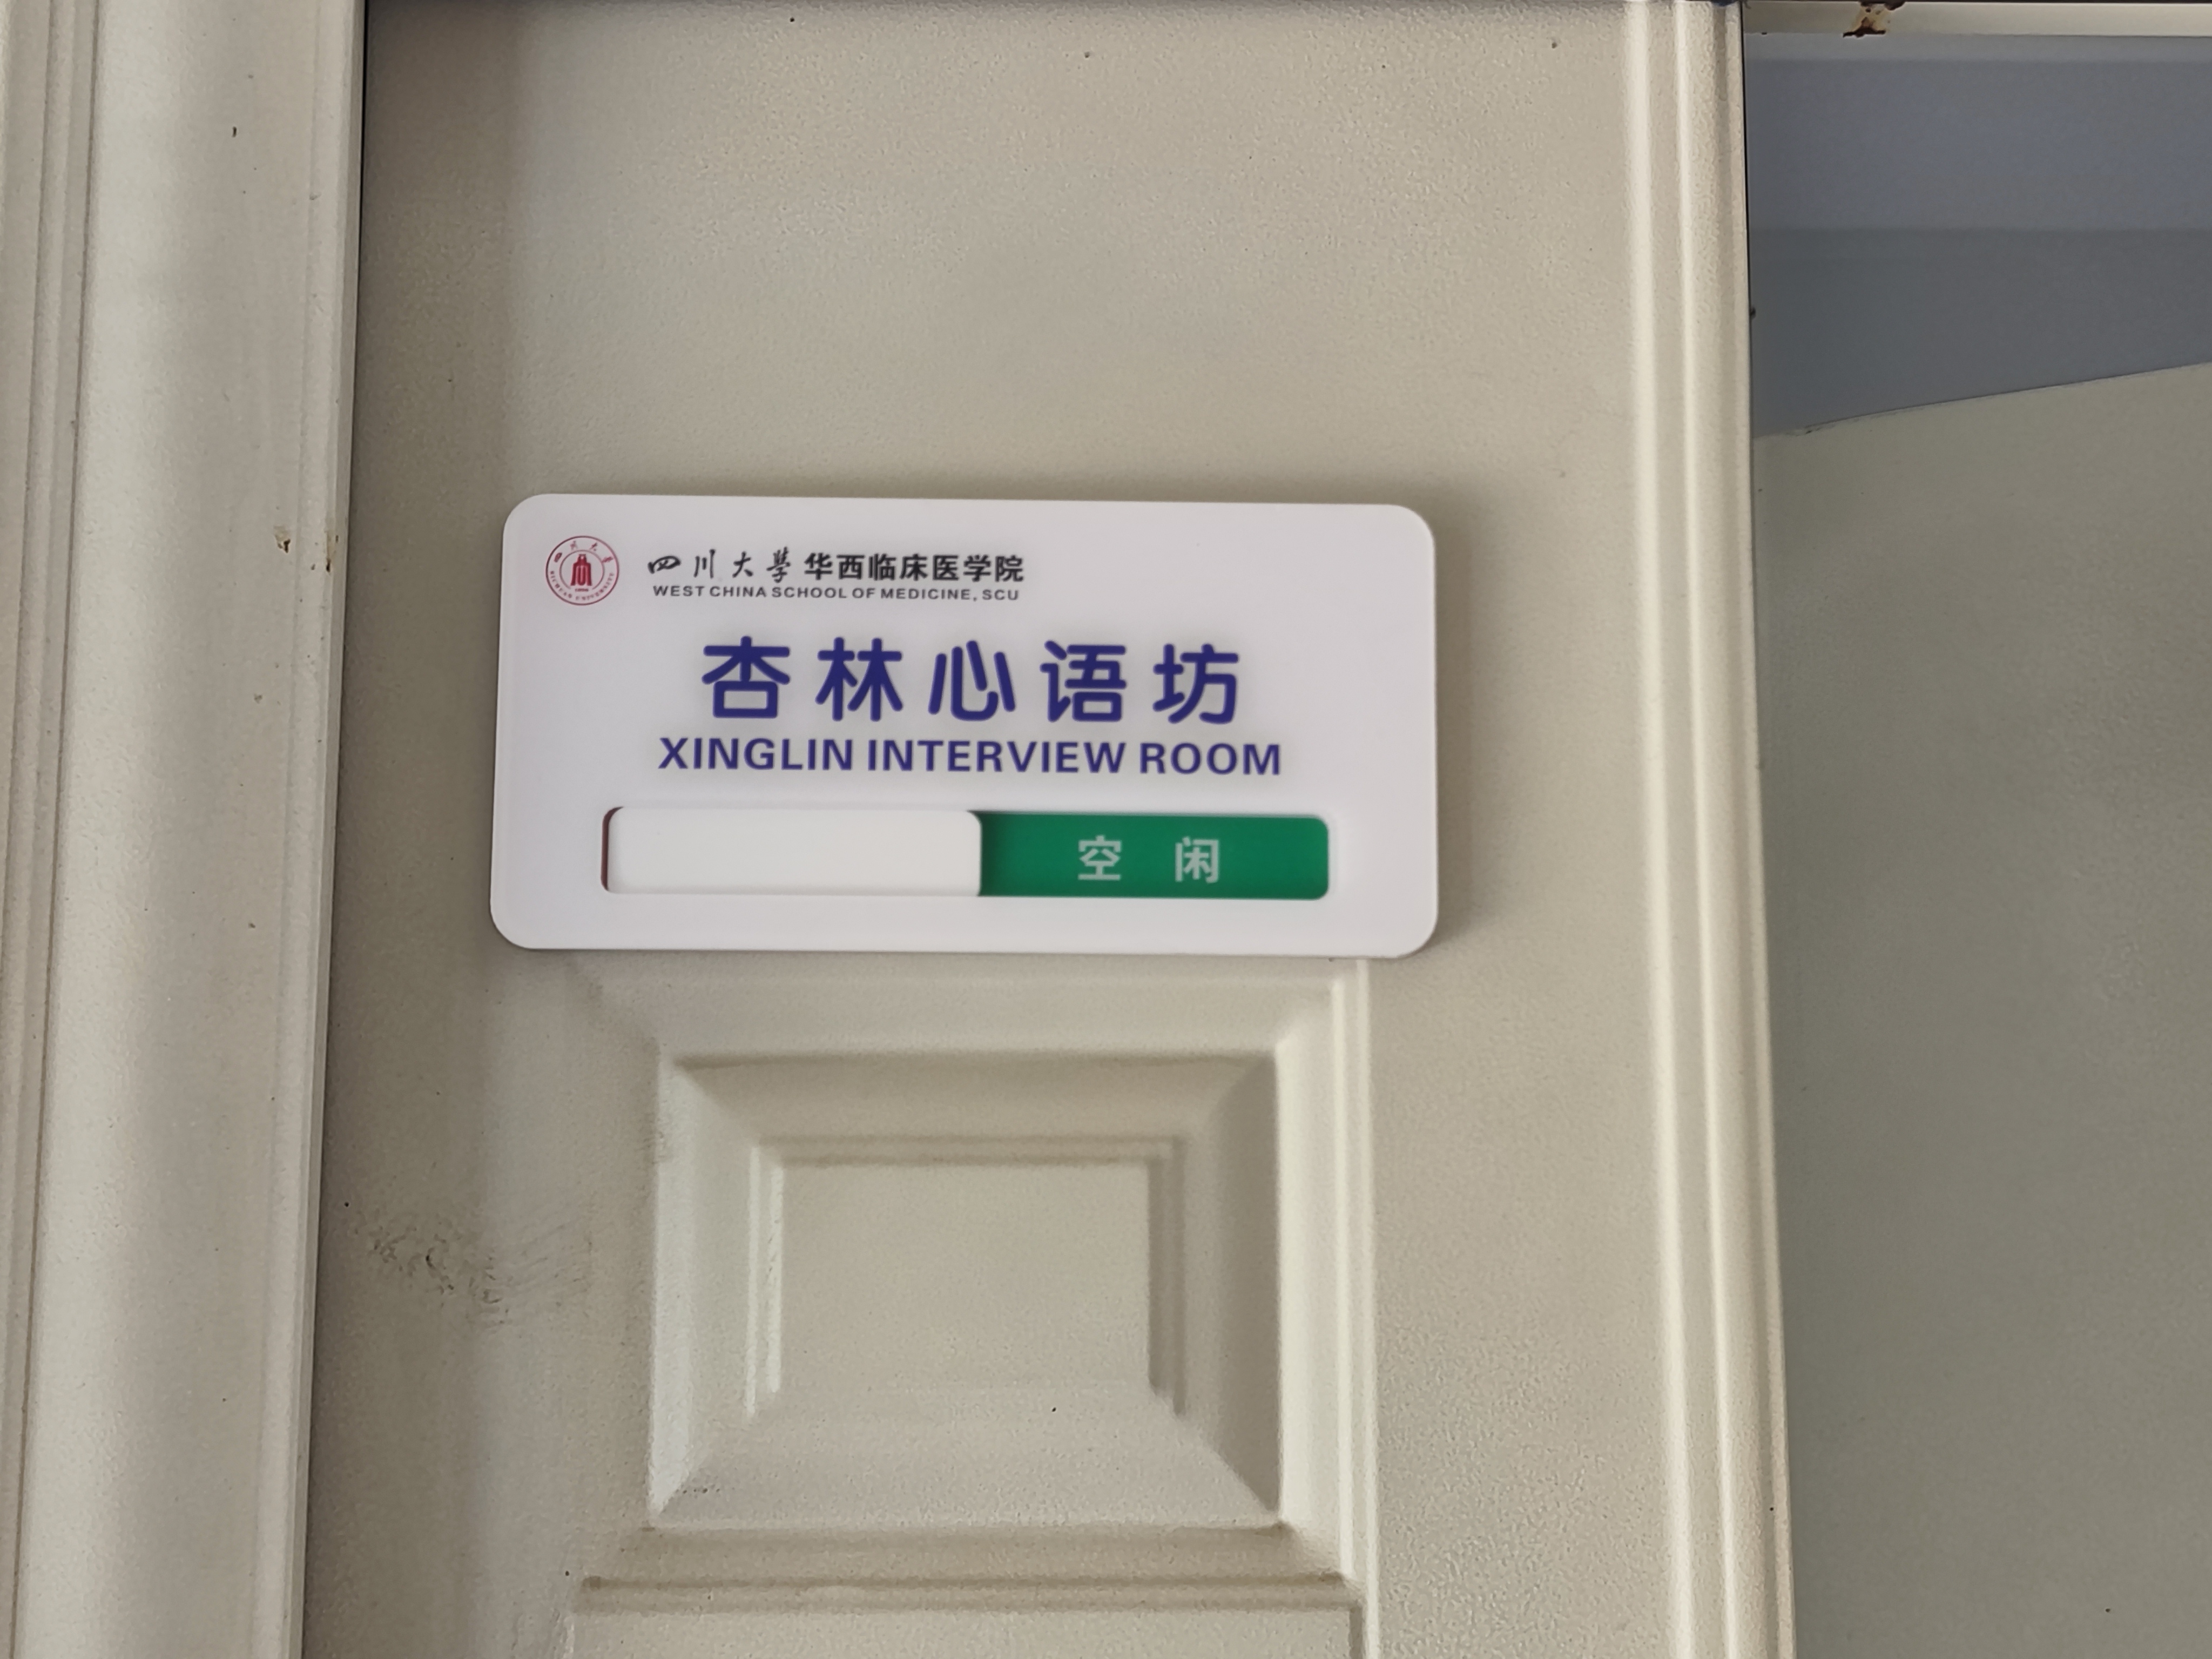 四川大學 华西临床医学院
WEST CHINA SCHOOL OF MEDICINE, SCU
杏林心语坊
XINGLIN INTERVIEW ROOM
空 闲